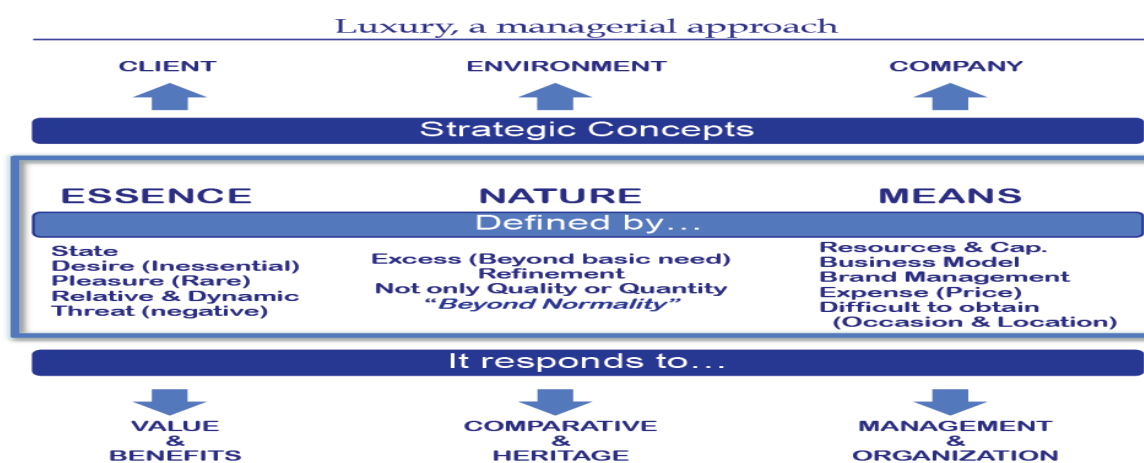 Luxury, a managerial approach
CLIENT
ENVIRONMENT
COMPANY
Strategic Concepts
ESSENCE
NATURE
MEANS
Defined by...
State
Desire (Inessential)
Pleasure (Rare)
Relative & Dynamic
Threat (negative)
Excess (Beyond basic need)
Refinement
Not only Quality or Quantity
“Beyond Normality”
Resources & Cap.
Business Model
Brand Management
Expense (Price)
Difficult to obtain
(Occasion & Location)
It responds to...
VALUE
&
BENEFITS
COMPARATIVE
&
HERITAGE
MANAGEMENT
&
ORGANIZATION